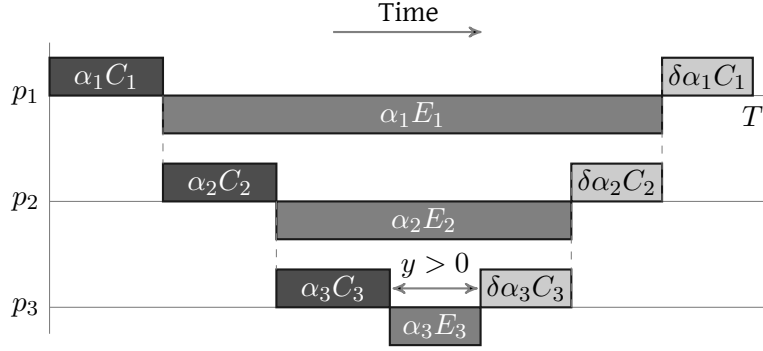 Time
α₁C₁
δα₁C₁
p₁
α₁E₁
T
α₂C₂
δα₂C₂
p₂
α₂E₂
α₃C₃
y > 0
δα₃C₃
p₃
α₃E₃